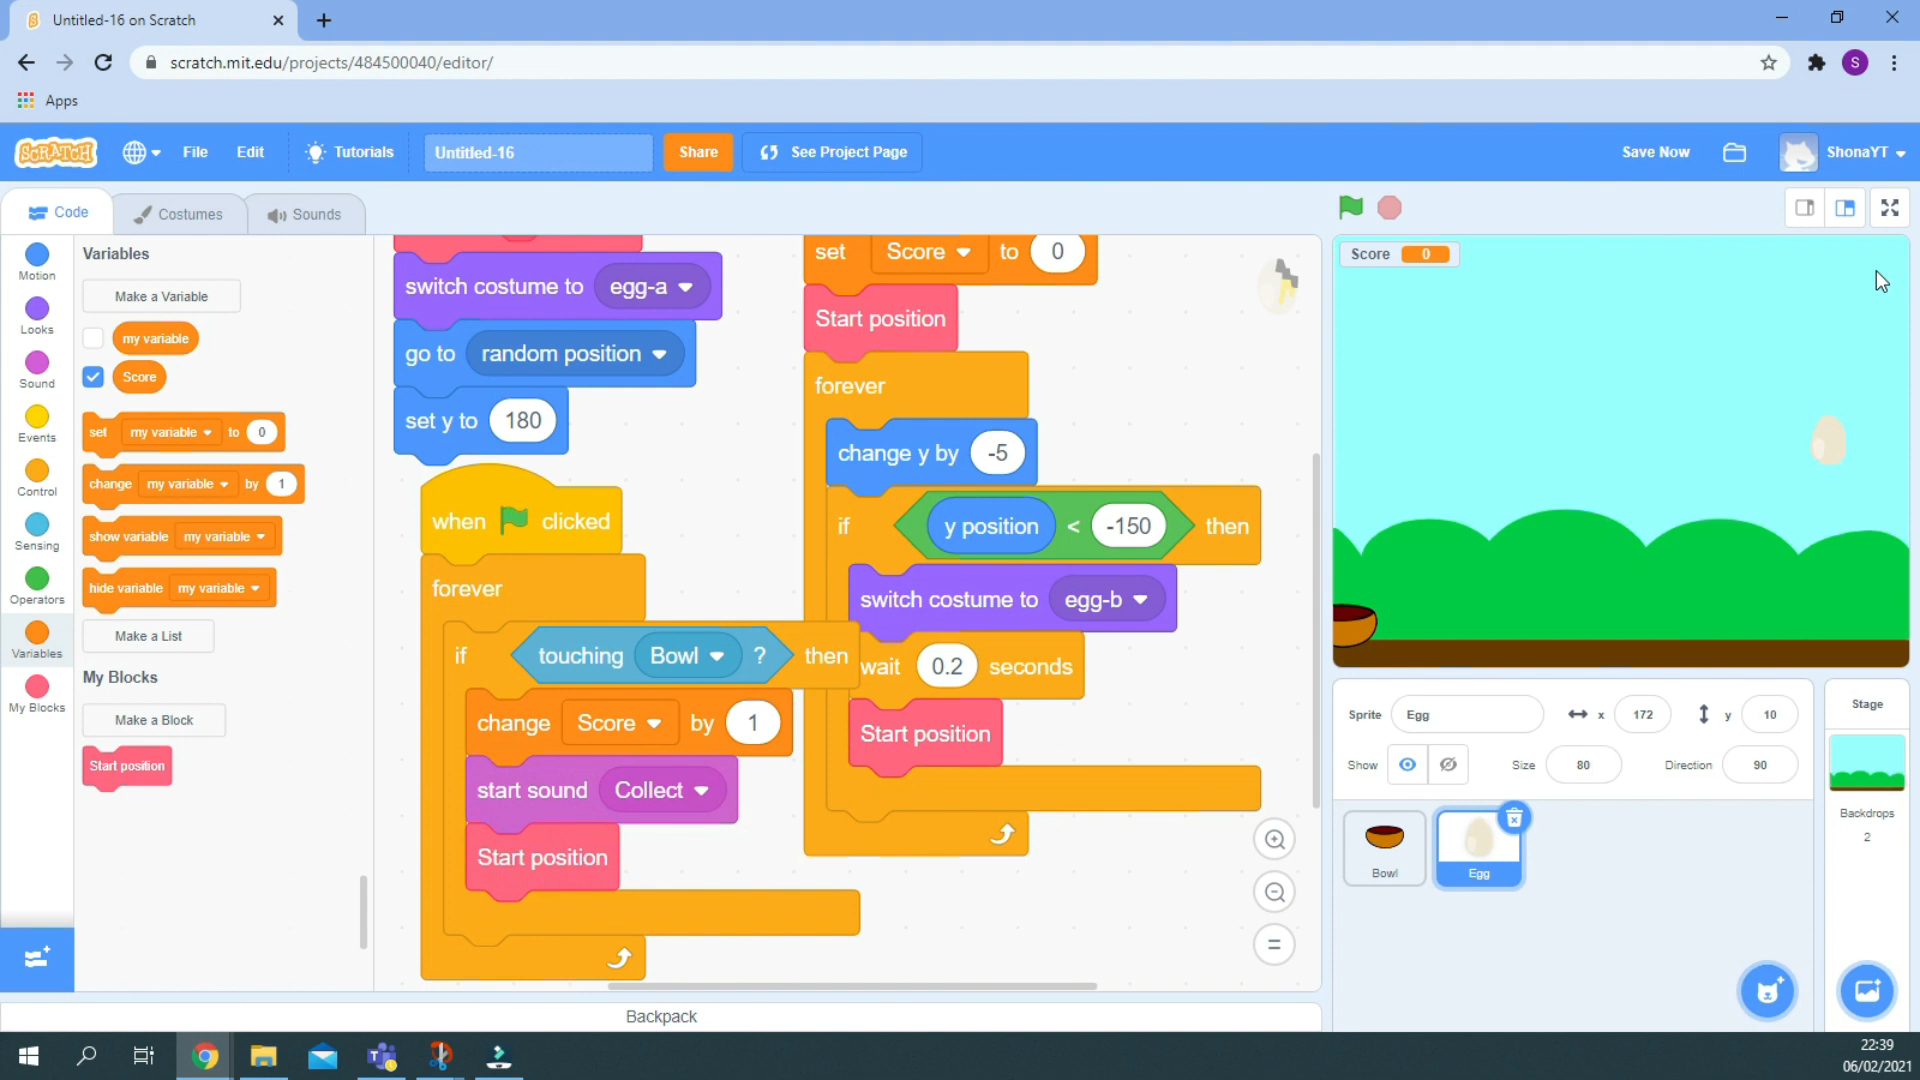 Untitled-16 on Scratch
scratch.mit.edu/projects/484500040/editor/
S
Apps
SCRATCH
File
Edit
Tutorials
Untitled-16
Share
See Project Page
Save Now
ShonaYT
Code
Costumes
Sounds
Motion
Looks
Sound
Events
Control
Sensing
Operators
Variables
My Blocks
Variables
Make a Variable
my variable
Score
set my variable to 0
change my variable by 1
show variable my variable
hide variable my variable
Make a List
My Blocks
Make a Block
Start position
switch costume to egg-a
go to random position
set y to 180
when clicked
forever
if touching Bowl ? then
change Score by 1
start sound Collect
Start position
set Score to 0
Start position
forever
change y by -5
if y position < -150 then
switch costume to egg-b
wait 0.2 seconds
Start position
Backpack
Score 0
Sprite Egg x 172 y 10
Show Size 80 Direction 90
Bowl
Egg
Stage
Backdrops
2
22:39
06/02/2021